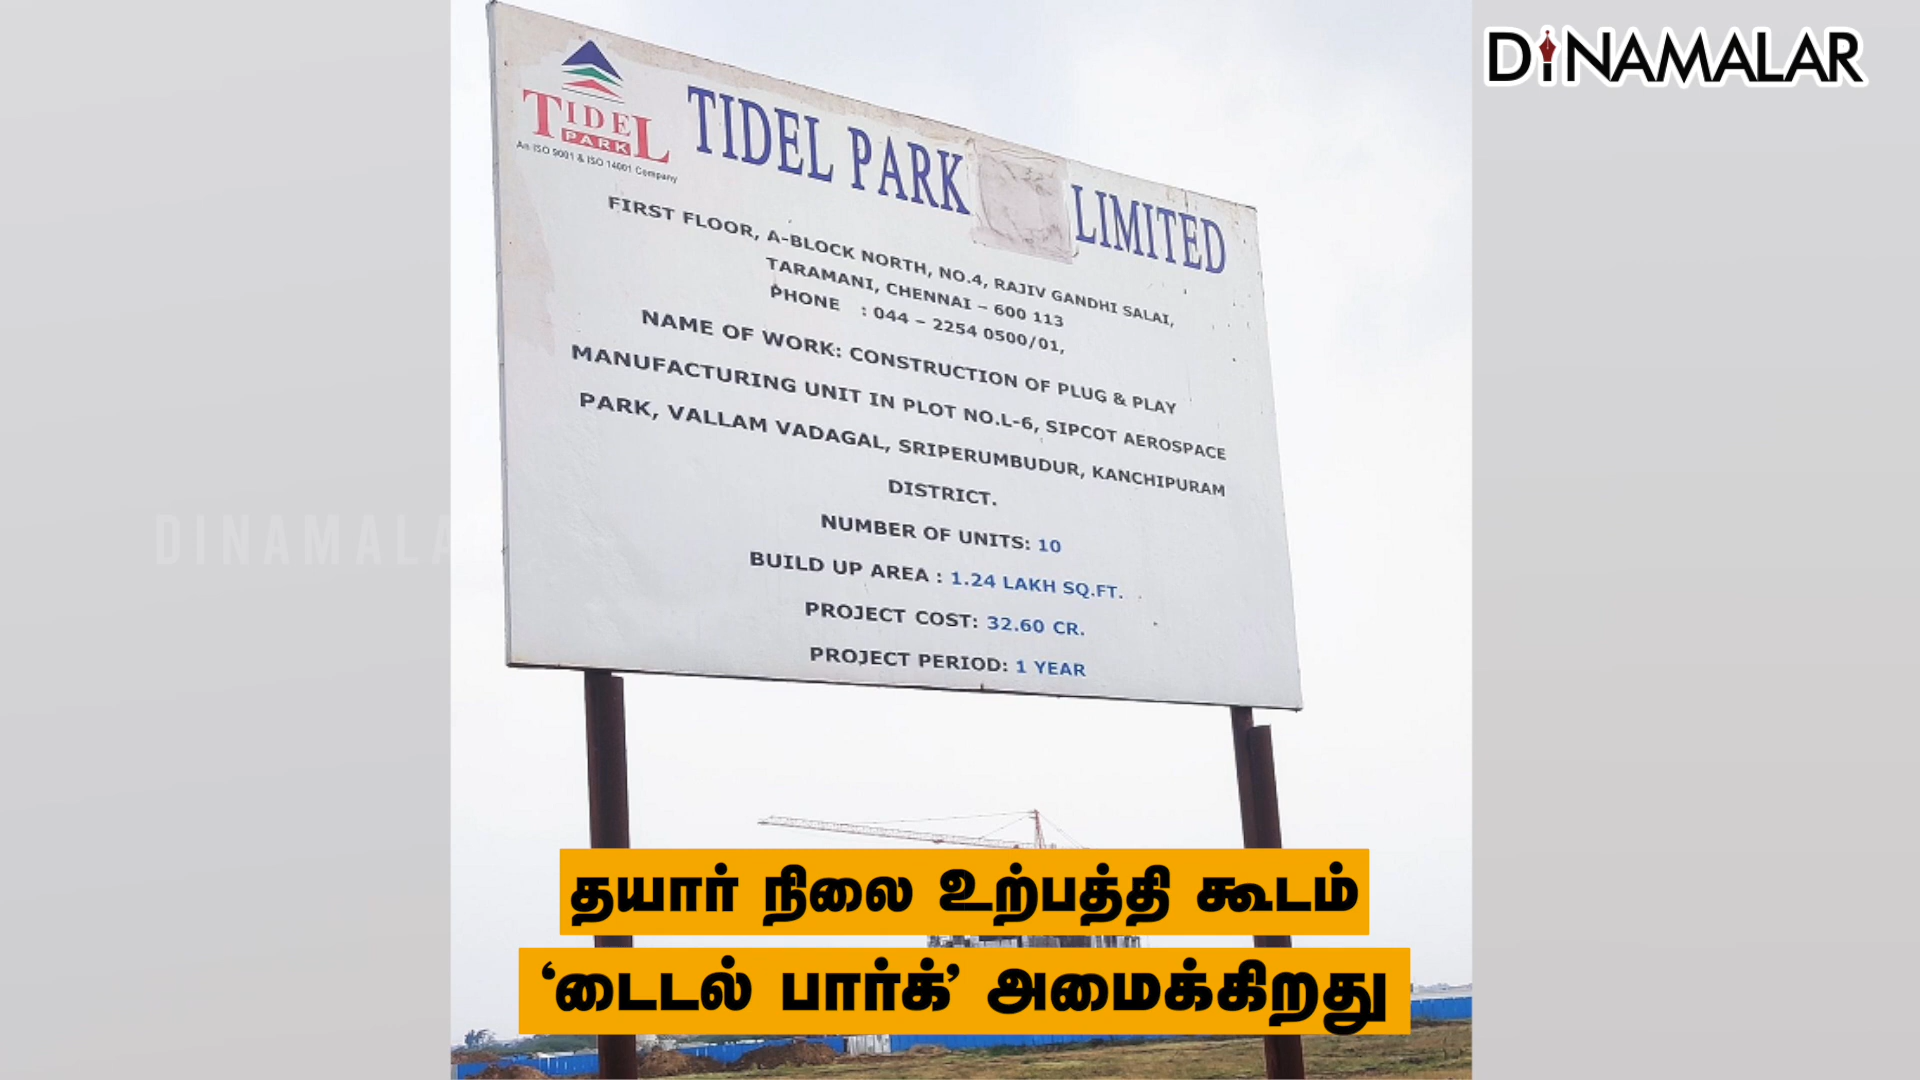 DINAMALAR
TIDEL
PARK
An ISO 9001 & ISO 14001 Company
TIDEL PARK LIMITED
FIRST FLOOR, A-BLOCK NORTH, NO.4, RAJIV GANDHI SALAI,
TARAMANI, CHENNAI – 600 113
PHONE : 044 – 2254 0500/01,
NAME OF WORK: CONSTRUCTION OF PLUG & PLAY
MANUFACTURING UNIT IN PLOT NO.L-6, SIPCOT AEROSPACE
PARK, VALLAM VADAGAL, SRIPERUMBUDUR, KANCHIPURAM
DISTRICT.
NUMBER OF UNITS: 10
BUILD UP AREA : 1.24 LAKH SQ.FT.
PROJECT COST: 32.60 CR.
PROJECT PERIOD: 1 YEAR
DINAMALA
தயார் நிலை உற்பத்தி கூடம்
‘டைடல் பார்க்’ அமைக்கிறது